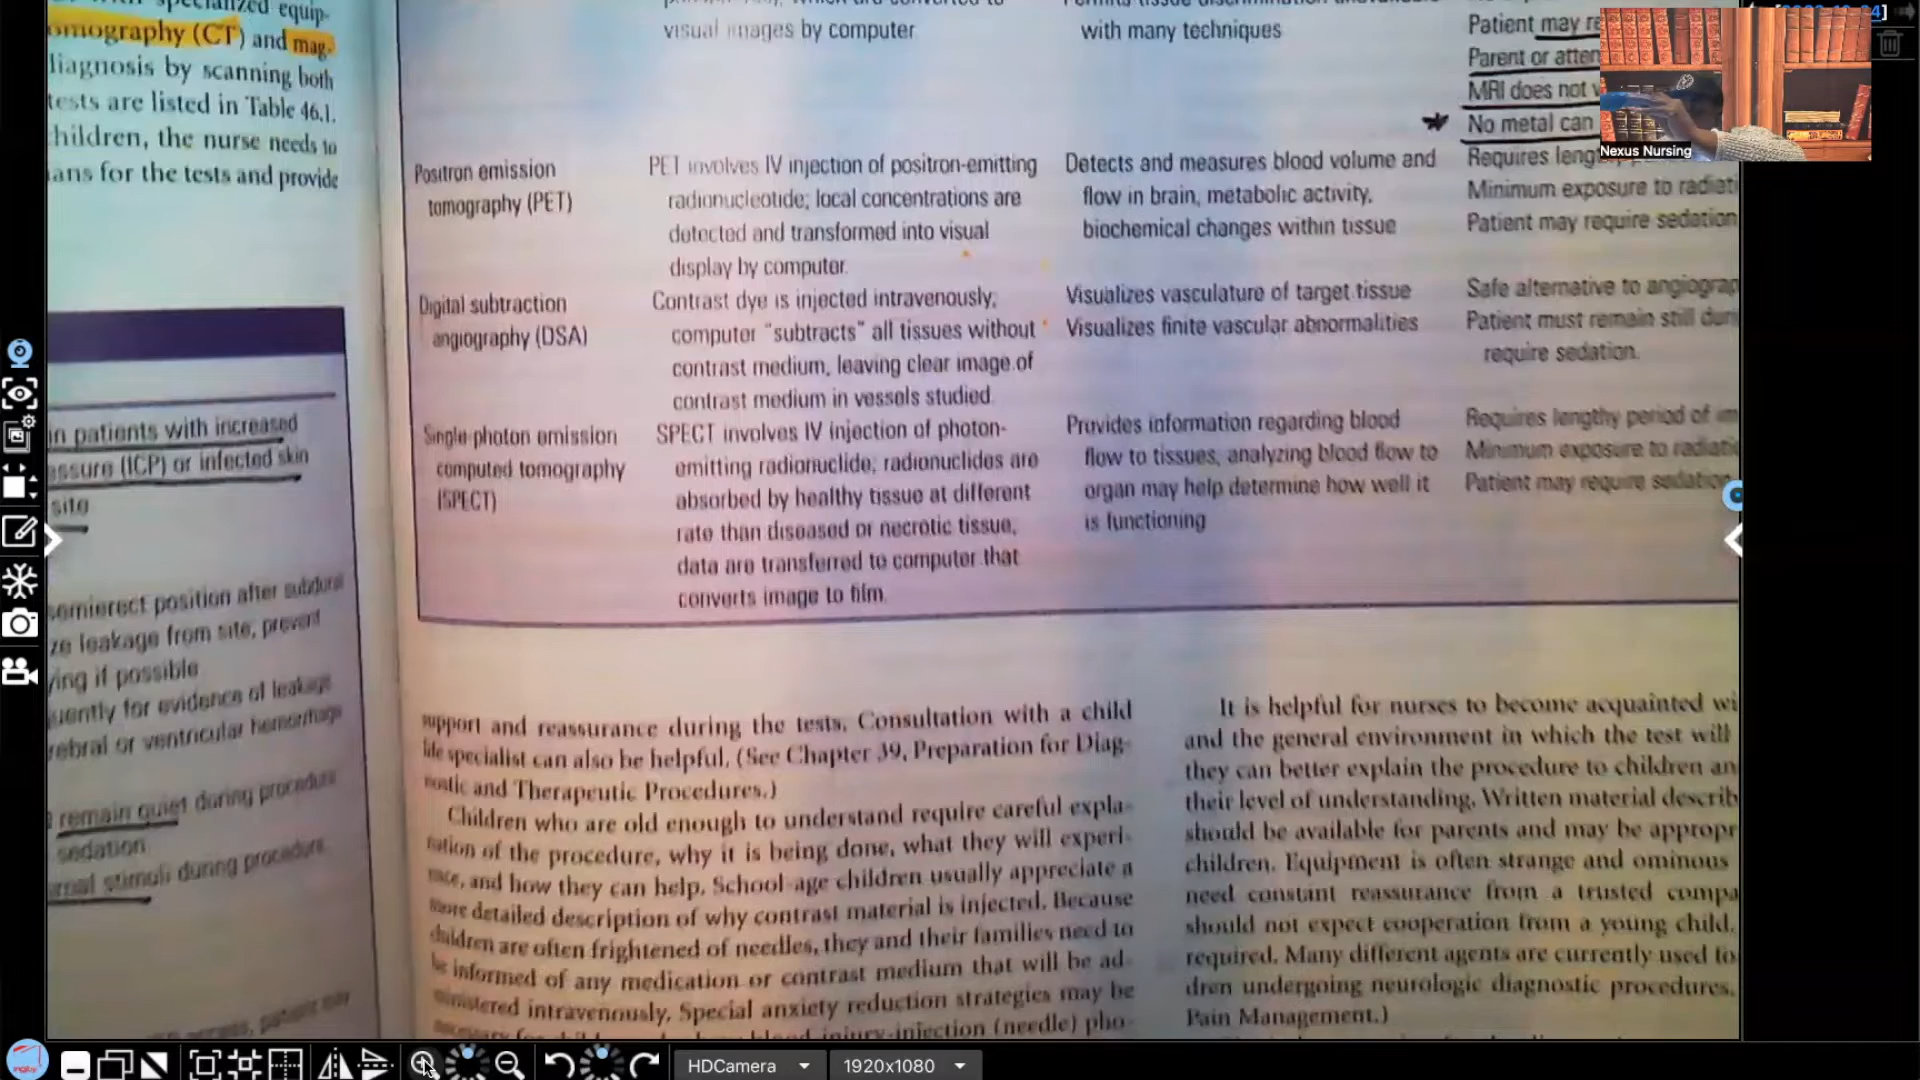 specialized equip-
omography (CT) and mag-
diagnosis by scanning both
tests are listed in Table 46.1.
hildren, the nurse needs to
ans for the tests and provide
in patients with increased
essure (ICP) or infected skin
site
semierect position after subdural
ze leakage from site, prevent
ying if possible
uently for evidence of leakage
rebral or ventricular hemorrhage
remain quiet during procedure
sedation
rnal stimuli during procedure
patient may
visual images by computer
with many techniques
Patient may re
Parent or atten
MRI does not v
No metal can
Positron emission
tomography (PET)
PET involves IV injection of positron-emitting
radionucleotide; local concentrations are
detected and transformed into visual
display by computer.
Detects and measures blood volume and
flow in brain, metabolic activity,
biochemical changes within tissue
Requires length
Minimum exposure to radiati
Patient may require sedation
Digital subtraction
angiography (DSA)
Contrast dye is injected intravenously;
computer "subtracts" all tissues without
contrast medium, leaving clear image of
contrast medium in vessels studied
Visualizes vasculature of target tissue
Visualizes finite vascular abnormalities
Safe alternative to angiograp
Patient must remain still duri
require sedation.
Single-photon emission
computed tomography
(SPECT)
SPECT involves IV injection of photon-
emitting radionuclide; radionuclides are
absorbed by healthy tissue at different
rate than diseased or necrotic tissue;
data are transferred to computer that
converts image to film.
Provides information regarding blood
flow to tissues; analyzing blood flow to
organ may help determine how well it
is functioning
Requires lengthy period of im
Minimum exposure to radiatio
Patient may require sedation
support and reassurance during the tests. Consultation with a child
life specialist can also be helpful. (See Chapter 39, Preparation for Diag-
nostic and Therapeutic Procedures.)
Children who are old enough to understand require careful expla-
nation of the procedure, why it is being done, what they will experi-
ence, and how they can help. School-age children usually appreciate a
more detailed description of why contrast material is injected. Because
children are often frightened of needles, they and their families need to
be informed of any medication or contrast medium that will be ad-
ministered intravenously. Special anxiety reduction strategies may be
blood-injury-injection (needle) pho-
It is helpful for nurses to become acquainted wi
and the general environment in which the test will
they can better explain the procedure to children an
their level of understanding. Written material describ
should be available for parents and may be appropr
children. Equipment is often strange and ominous
need constant reassurance from a trusted compa
should not expect cooperation from a young child,
required. Many different agents are currently used to
dren undergoing neurologic diagnostic procedures.
Pain Management.)
Nexus Nursing
HDCamera
1920x1080